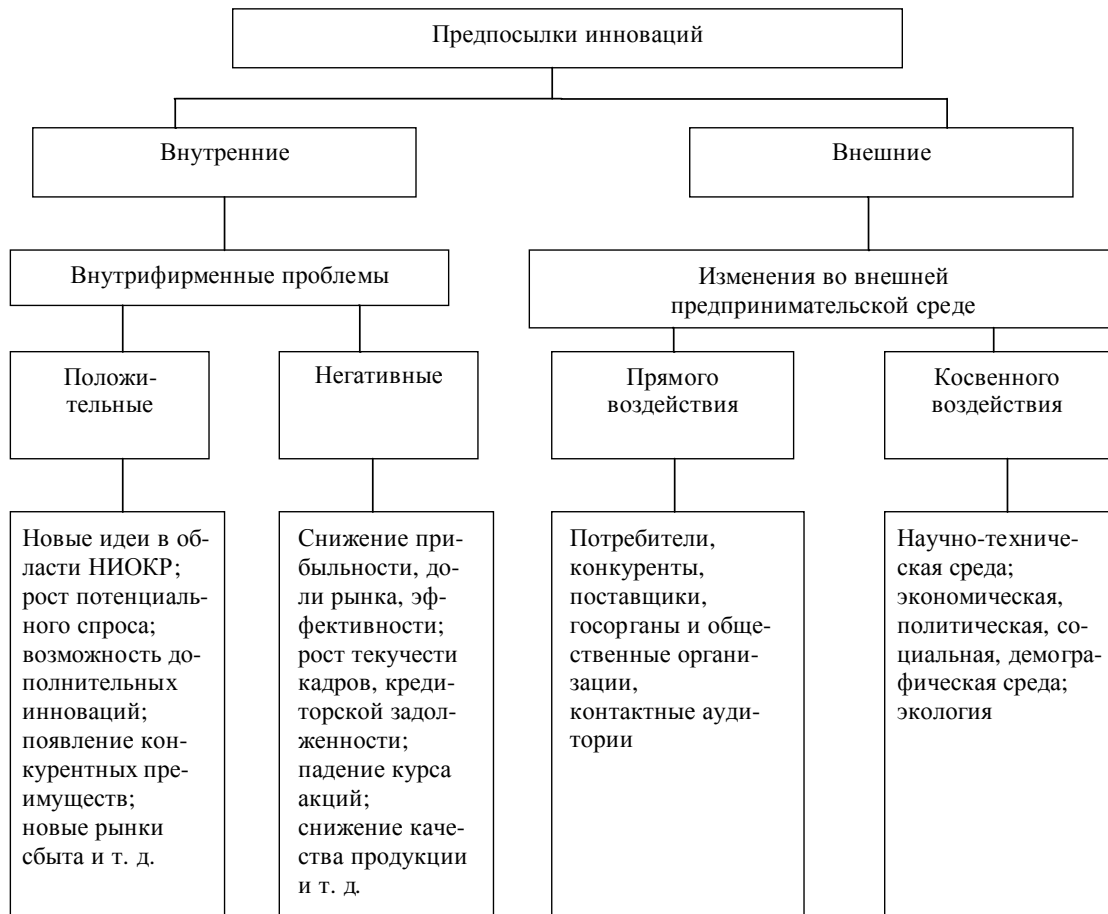 Предпосылки инноваций
Внутренние
Внешние
Внутрифирменные проблемы
Изменения во внешней
предпринимательской среде
Положи-
тельные
Негативные
Прямого
воздействия
Косвенного
воздействия
Новые идеи в об-
ласти НИОКР;
рост потенциаль-
ного спроса;
возможность до-
полнительных
инноваций;
появление кон-
курентных пре-
имуществ;
новые рынки
сбыта и т. д.
Снижение при-
быльности, до-
ли рынка, эф-
фективности;
рост текучести
кадров, креди-
торской задол-
женности;
падение курса
акций;
снижение каче-
ства продукции
и т. д.
Потребители,
конкуренты,
поставщики,
госорганы и обще-
ственные органи-
зации,
контактные ауди-
тории
Научно-техниче-
ская среда;
экономическая,
политическая, со-
циальная, демогра-
фическая среда;
экология